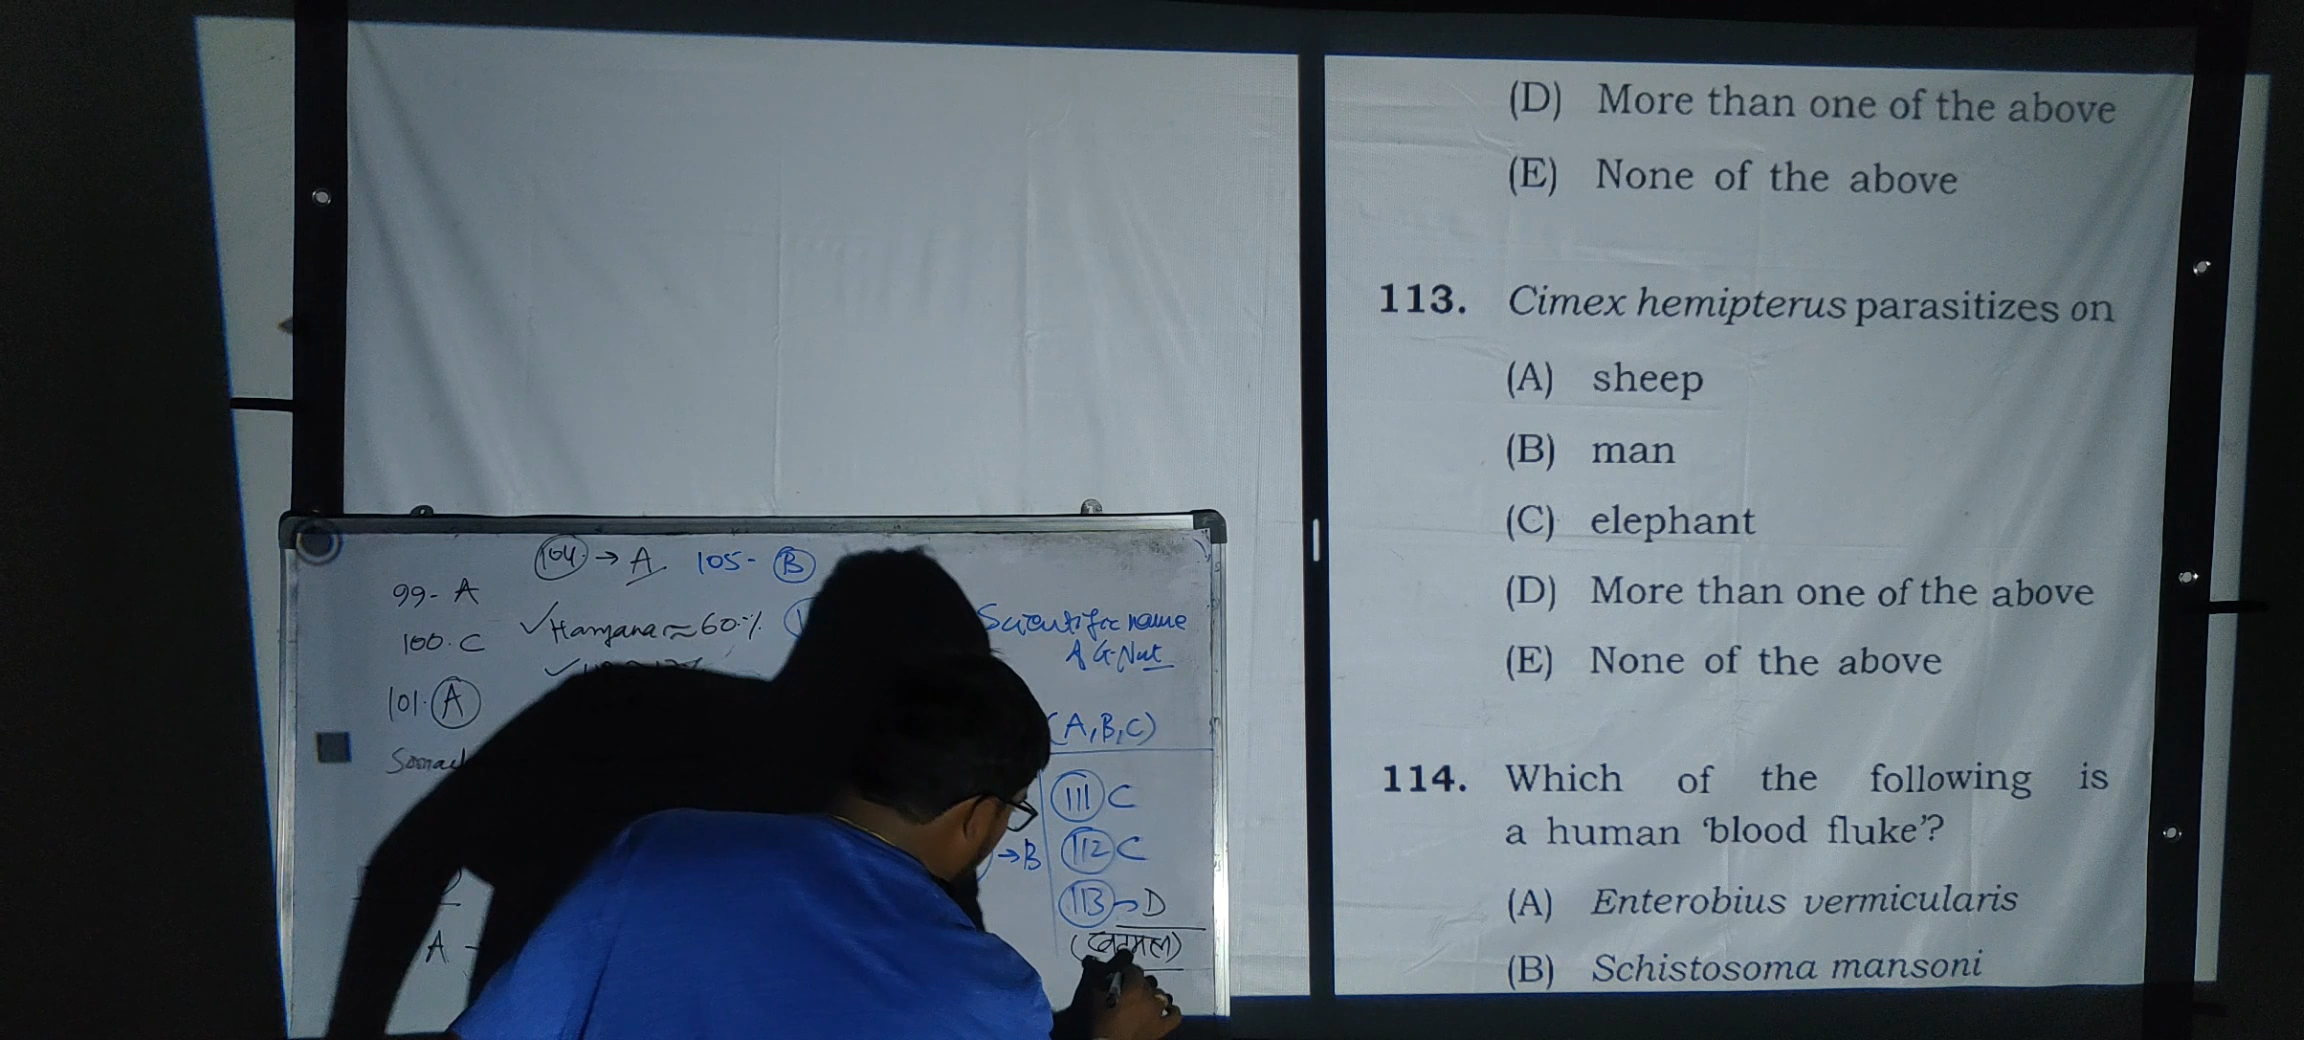 104 → A 105- B
99- A
100. C ✓ Haryana ≈ 60%
101. A
Scientific name
G. Nut
(A, B, C)
111 C
→ B 112 C
113 → D
(खटमल)
A -
(D) More than one of the above
(E) None of the above
113. Cimex hemipterus parasitizes on
(A) sheep
(B) man
(C) elephant
(D) More than one of the above
(E) None of the above
114. Which of the following is
a human ‘blood fluke’?
(A) Enterobius vermicularis
(B) Schistosoma mansoni